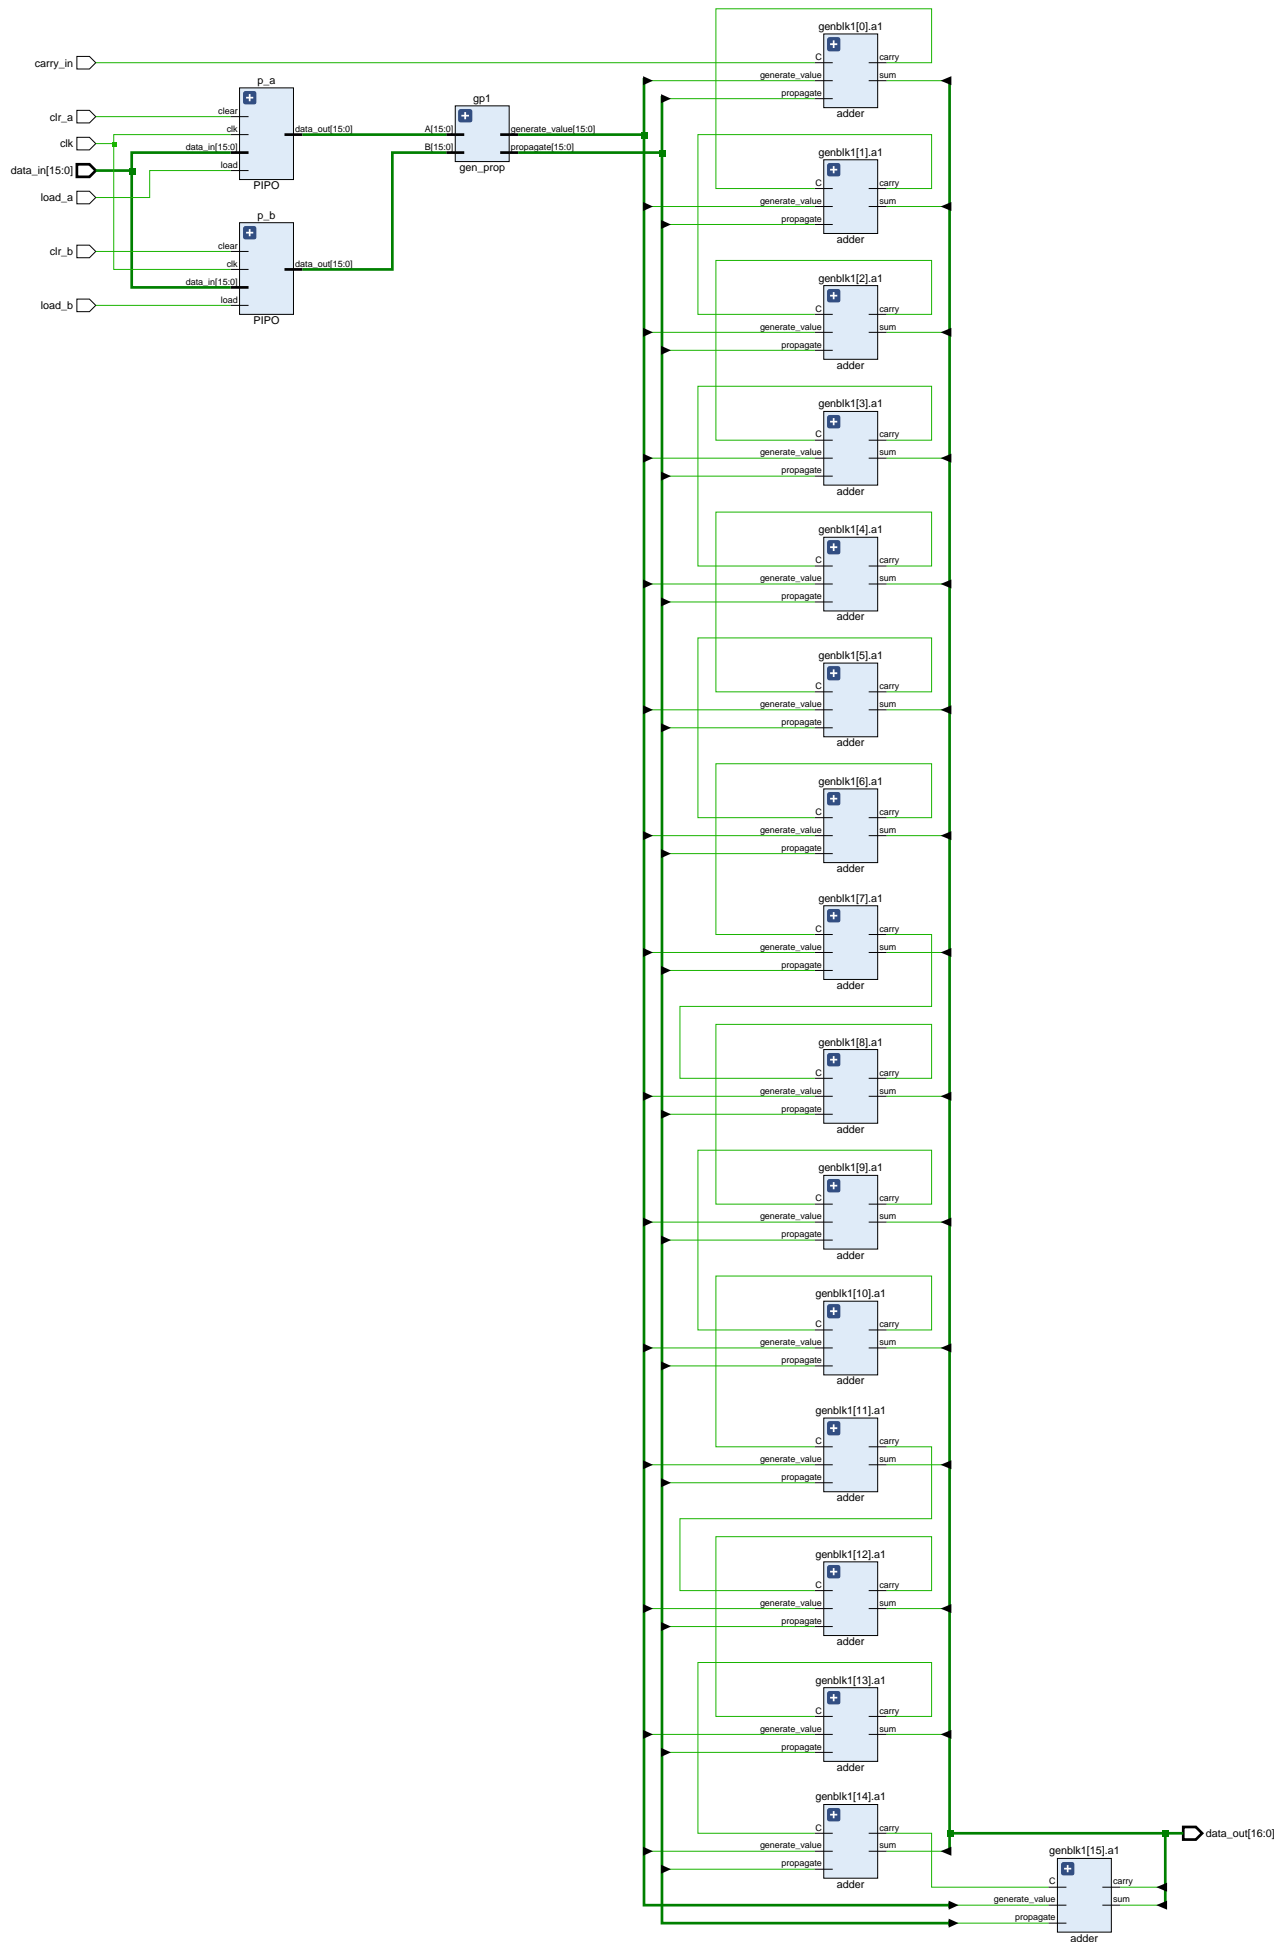 carry_in
clr_a
clk
data_in[15:0]
load_a
clr_b
load_b
p_a
clear
clk
data_in[15:0]
load
data_out[15:0]
PIPO
p_b
clear
clk
data_in[15:0]
load
data_out[15:0]
PIPO
gp1
A[15:0]
B[15:0]
generate_value[15:0]
propagate[15:0]
gen_prop
genblk1[0].a1
C
generate_value
propagate
carry
sum
adder
genblk1[1].a1
C
generate_value
propagate
carry
sum
adder
genblk1[2].a1
C
generate_value
propagate
carry
sum
adder
genblk1[3].a1
C
generate_value
propagate
carry
sum
adder
genblk1[4].a1
C
generate_value
propagate
carry
sum
adder
genblk1[5].a1
C
generate_value
propagate
carry
sum
adder
genblk1[6].a1
C
generate_value
propagate
carry
sum
adder
genblk1[7].a1
C
generate_value
propagate
carry
sum
adder
genblk1[8].a1
C
generate_value
propagate
carry
sum
adder
genblk1[9].a1
C
generate_value
propagate
carry
sum
adder
genblk1[10].a1
C
generate_value
propagate
carry
sum
adder
genblk1[11].a1
C
generate_value
propagate
carry
sum
adder
genblk1[12].a1
C
generate_value
propagate
carry
sum
adder
genblk1[13].a1
C
generate_value
propagate
carry
sum
adder
genblk1[14].a1
C
generate_value
propagate
carry
sum
adder
genblk1[15].a1
C
generate_value
propagate
carry
sum
adder
data_out[16:0]